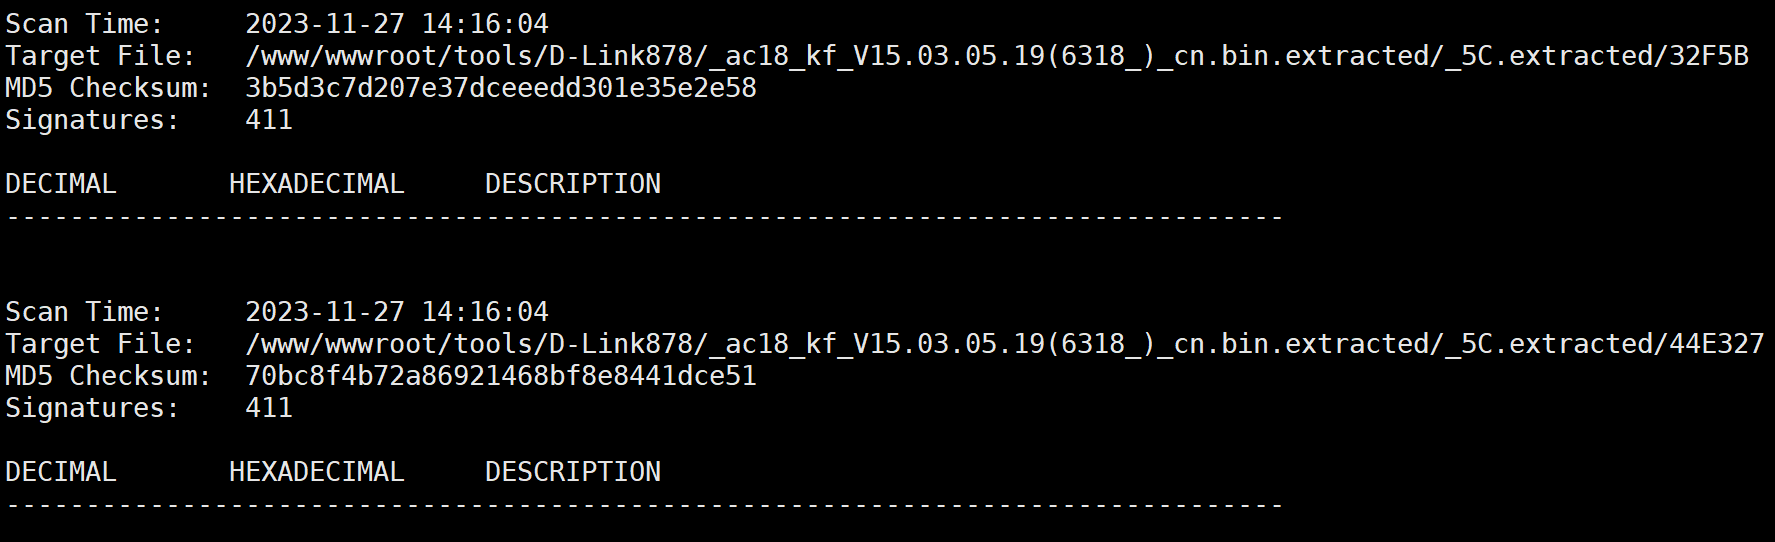 Scan Time:     2023-11-27 14:16:04
Target File:   /www/wwwroot/tools/D-Link878/_ac18_kf_V15.03.05.19(6318_)_cn.bin.extracted/_5C.extracted/32F5B
MD5 Checksum:  3b5d3c7d207e37dceeedd301e35e2e58
Signatures:    411
DECIMAL       HEXADECIMAL     DESCRIPTION
--------------------------------------------------------------------------------
Scan Time:     2023-11-27 14:16:04
Target File:   /www/wwwroot/tools/D-Link878/_ac18_kf_V15.03.05.19(6318_)_cn.bin.extracted/_5C.extracted/44E327
MD5 Checksum:  70bc8f4b72a86921468bf8e8441dce51
Signatures:    411
DECIMAL       HEXADECIMAL     DESCRIPTION
--------------------------------------------------------------------------------